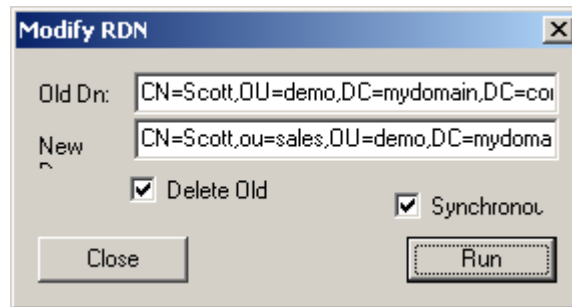 Modify RDN
Old Dn: CN=Scott,OU=demo,DC=mydomain,DC=co
New CN=Scott,ou=sales,OU=demo,DC=mydoma
Delete Old
Synchronou
Close
Run